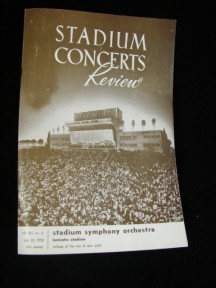 STADIUM
CONCERTS
Review
stadium symphony orchestra
lewisohn stadium
college of the city of new york